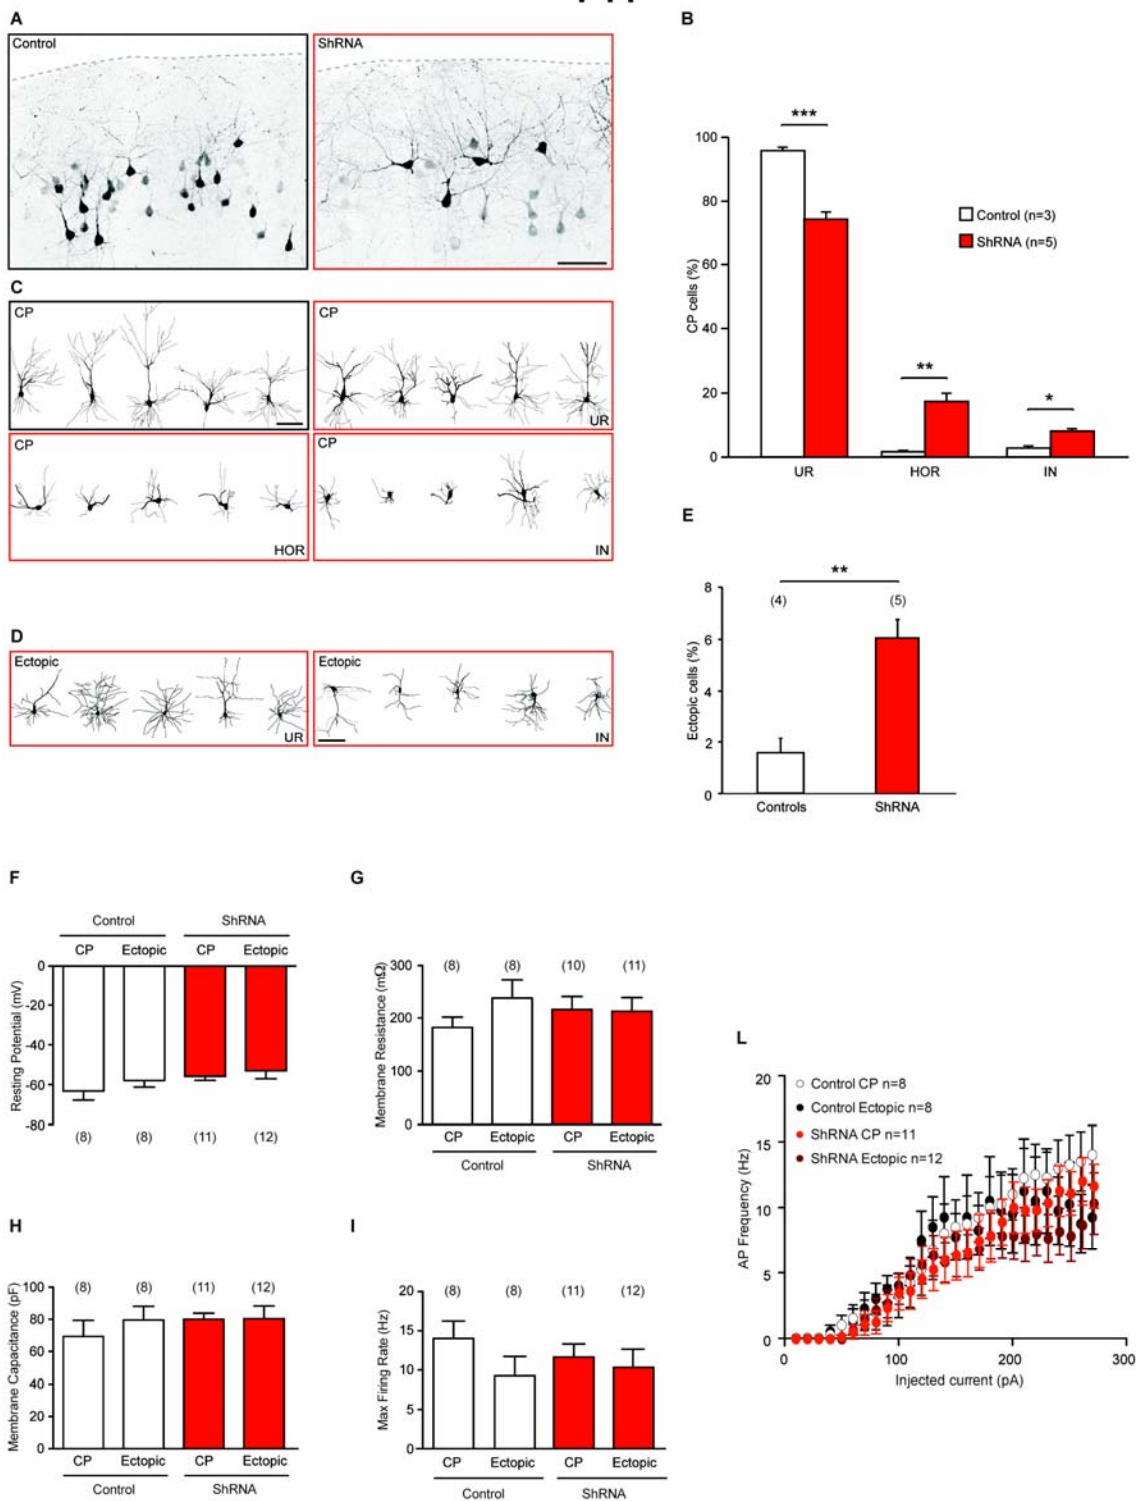 A
Control
ShRNA
B
***
100
80
60
40
20
0
CP cells (%)
Control (n=3)
ShRNA (n=5)
**
*
UR
HOR
IN
C
CP
CP
UR
CP
HOR
CP
IN
D
Ectopic
UR
Ectopic
IN
E
**
8
6
4
2
0
(4)
(5)
Ectopic cells (%)
Controls
ShRNA
F
Control
ShRNA
CP
Ectopic
CP
Ectopic
0
-20
-40
-60
-80
Resting Potential (mV)
(8)
(8)
(11)
(12)
G
300
200
100
0
Membrane Resistance (mΩ)
(8)
(8)
(10)
(11)
CP
Ectopic
CP
Ectopic
Control
ShRNA
H
100
80
60
40
20
0
Membrane Capacitance (pF)
(8)
(8)
(11)
(12)
CP
Ectopic
CP
Ectopic
Control
ShRNA
I
20
15
10
5
0
Max Firing Rate (Hz)
(8)
(8)
(11)
(12)
CP
Ectopic
CP
Ectopic
Control
ShRNA
L
20
15
10
5
0
AP Frequency (Hz)
Control CP n=8
Control Ectopic n=8
ShRNA CP n=11
ShRNA Ectopic n=12
0
100
200
300
Injected current (pA)